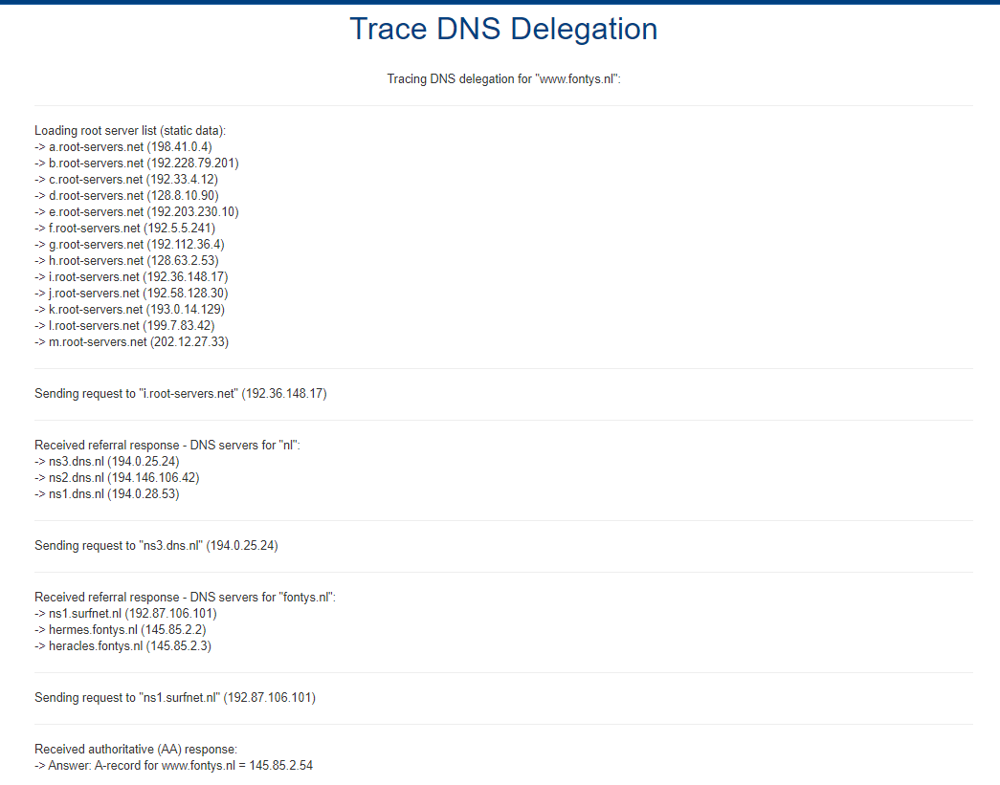 Trace DNS Delegation
Tracing DNS delegation for "www.fontys.nl":
Loading root server list (static data):
-> a.root-servers.net (198.41.0.4)
-> b.root-servers.net (192.228.79.201)
-> c.root-servers.net (192.33.4.12)
-> d.root-servers.net (128.8.10.90)
-> e.root-servers.net (192.203.230.10)
-> f.root-servers.net (192.5.5.241)
-> g.root-servers.net (192.112.36.4)
-> h.root-servers.net (128.63.2.53)
-> i.root-servers.net (192.36.148.17)
-> j.root-servers.net (192.58.128.30)
-> k.root-servers.net (193.0.14.129)
-> l.root-servers.net (199.7.83.42)
-> m.root-servers.net (202.12.27.33)
Sending request to "i.root-servers.net" (192.36.148.17)
Received referral response - DNS servers for "nl":
-> ns3.dns.nl (194.0.25.24)
-> ns2.dns.nl (194.146.106.42)
-> ns1.dns.nl (194.0.28.53)
Sending request to "ns3.dns.nl" (194.0.25.24)
Received referral response - DNS servers for "fontys.nl":
-> ns1.surfnet.nl (192.87.106.101)
-> hermes.fontys.nl (145.85.2.2)
-> heracles.fontys.nl (145.85.2.3)
Sending request to "ns1.surfnet.nl" (192.87.106.101)
Received authoritative (AA) response:
-> Answer: A-record for www.fontys.nl = 145.85.2.54